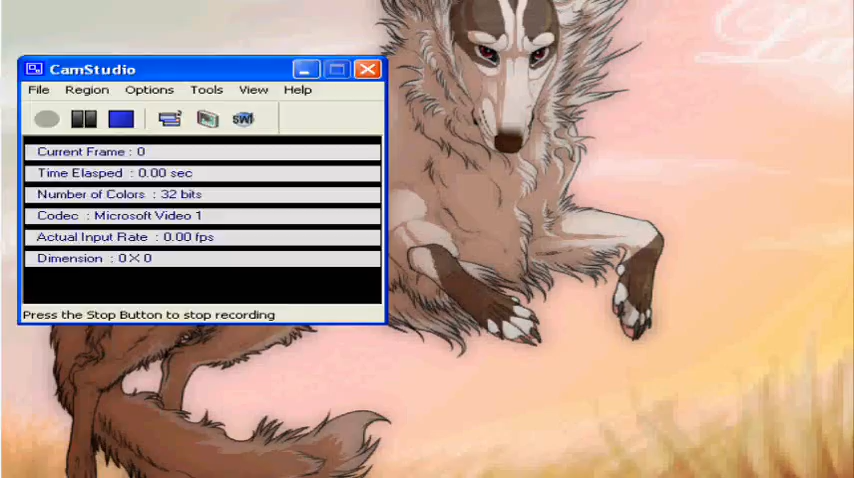 CamStudio
File Region Options Tools View Help
SWf
Current Frame : 0
Time Elasped : 0.00 sec
Number of Colors : 32 bits
Codec : Microsoft Video 1
Actual Input Rate : 0.00 fps
Dimension : 0 X 0
Press the Stop Button to stop recording